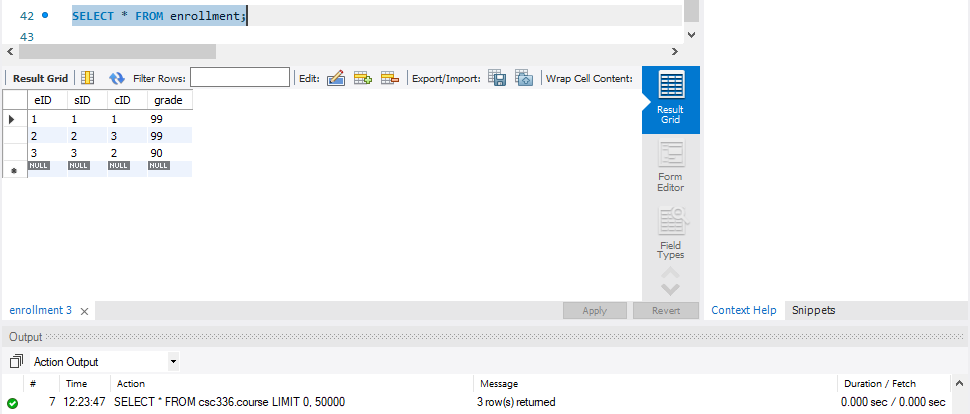 42 SELECT * FROM enrollment;
43
Result Grid Filter Rows: Edit: Export/Import: Wrap Cell Content:
eID sID cID grade
1 1 1 99
2 2 3 99
3 3 2 90
NULL NULL NULL NULL
Result
Grid
Form
Editor
Field
Types
enrollment 3 Apply Revert Context Help Snippets
Output
Action Output
# Time Action Message Duration / Fetch
7 12:23:47 SELECT * FROM csc336.course LIMIT 0, 50000 3 row(s) returned 0.000 sec / 0.000 sec